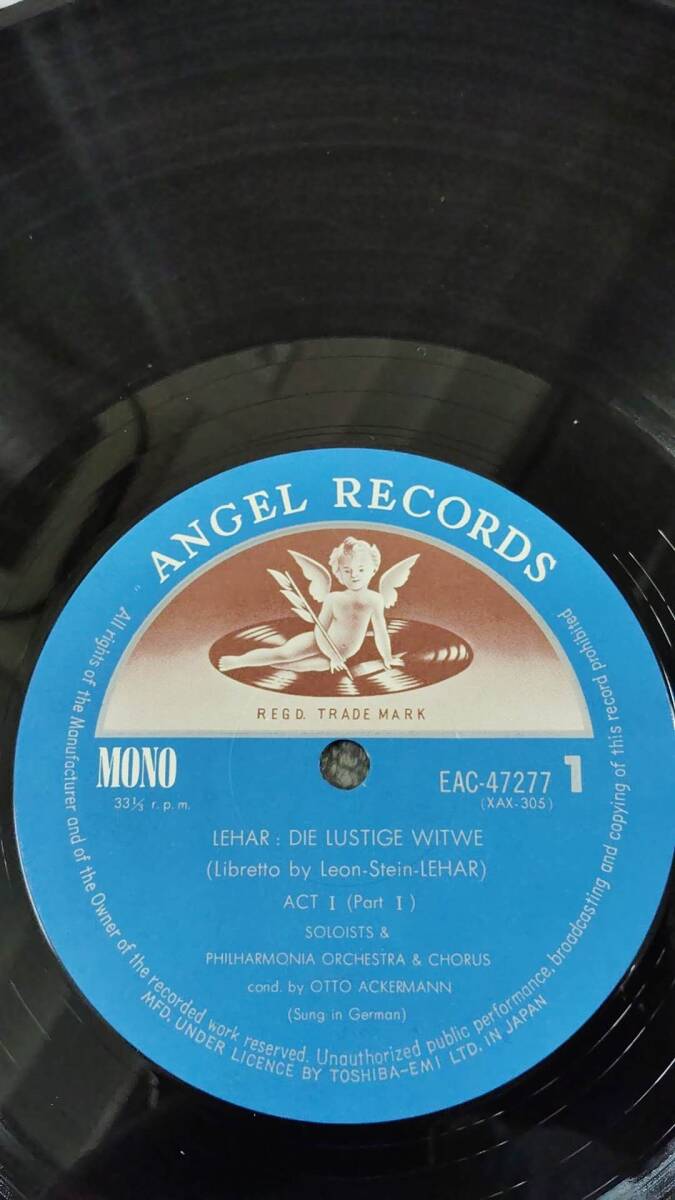 ANGEL RECORDS
REGD. TRADE MARK
MONO
33⅓ r.p.m.
EAC-47277 1
(XAX-305)
LEHAR : DIE LUSTIGE WITWE
(Libretto by Leon-Stein-LEHAR)
ACT I (Part I)
SOLOISTS &
PHILHARMONIA ORCHESTRA & CHORUS
cond. by OTTO ACKERMANN
(Sung in German)
All rights of the Manufacturer and of the Owner of the recorded work reserved. Unauthorized public performance, broadcasting and copying of this record prohibited
MFD. UNDER LICENCE BY TOSHIBA-EMI LTD. IN JAPAN